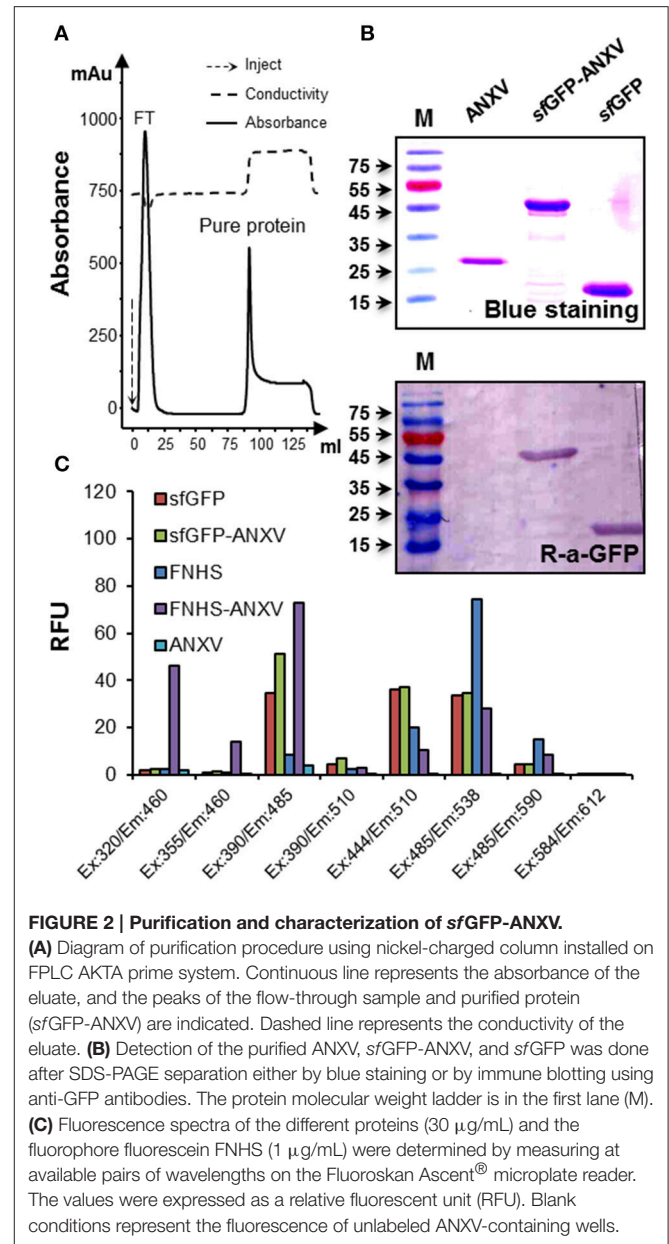 A
mAu
Absorbance
1000
750
500
250
0
FT
Inject
Conductivity
Absorbance
Pure protein
0 25 50 75 100 125 ml
B
M ANXV sfGFP-ANXV sfGFP
75
55
45
35
25
15
Blue staining
M
75
55
45
35
25
15
R-a-GFP
C
RFU
120
100
80
60
40
20
0
sfGFP
sfGFP-ANXV
FNHS
FNHS-ANXV
ANXV
Ex:320/Em:460
Ex:355/Em:460
Ex:390/Em:485
Ex:390/Em:510
Ex:444/Em:510
Ex:485/Em:538
Ex:485/Em:590
Ex:584/Em:612
FIGURE 2 | Purification and characterization of sfGFP-ANXV.
(A) Diagram of purification procedure using nickel-charged column installed on
FPLC AKTA prime system. Continuous line represents the absorbance of the
eluate, and the peaks of the flow-through sample and purified protein
(sfGFP-ANXV) are indicated. Dashed line represents the conductivity of the
eluate. (B) Detection of the purified ANXV, sfGFP-ANXV, and sfGFP was done
after SDS-PAGE separation either by blue staining or by immune blotting using
anti-GFP antibodies. The protein molecular weight ladder is in the first lane (M).
(C) Fluorescence spectra of the different proteins (30 μg/mL) and the
fluorophore fluorescein FNHS (1 μg/mL) were determined by measuring at
available pairs of wavelengths on the Fluoroskan Ascent® microplate reader.
The values were expressed as a relative fluorescent unit (RFU). Blank
conditions represent the fluorescence of unlabeled ANXV-containing wells.